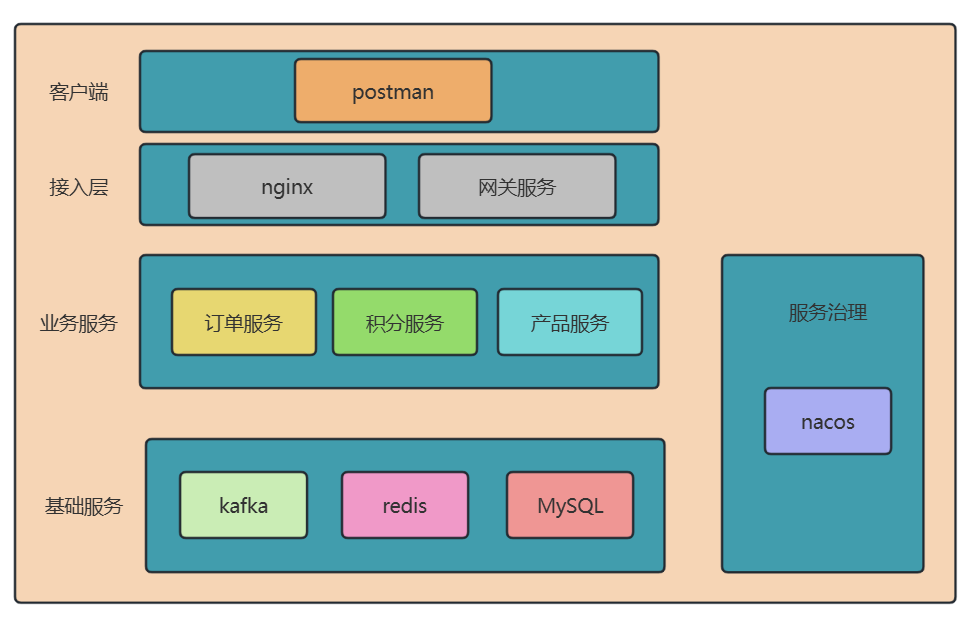 客户端
postman
接入层
nginx
网关服务
业务服务
订单服务
积分服务
产品服务
服务治理
nacos
基础服务
kafka
redis
MySQL